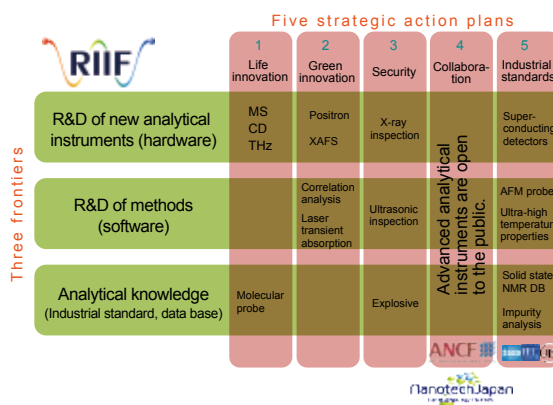 Five strategic action plans
RIIF
1
Life
innovation
2
Green
innovation
3
Security
4
Collabora-
tion
5
Industrial
standards
Three frontiers
R&D of new analytical
instruments (hardware)
MS
CD
THz
Positron
XAFS
X-ray
inspection
Super-
conducting
detectors
R&D of methods
(software)
Correlation
analysis
Laser
transient
absorption
Ultrasonic
inspection
AFM probe
Ultra-high
temperatur
properties
Analytical knowledge
(Industrial standard, data base)
Molecular
probe
Explosive
Solid state
NMR DB
Impurity
analysis
Advanced analytical
instruments are open
to the public.
ANCF
NanotechJapan